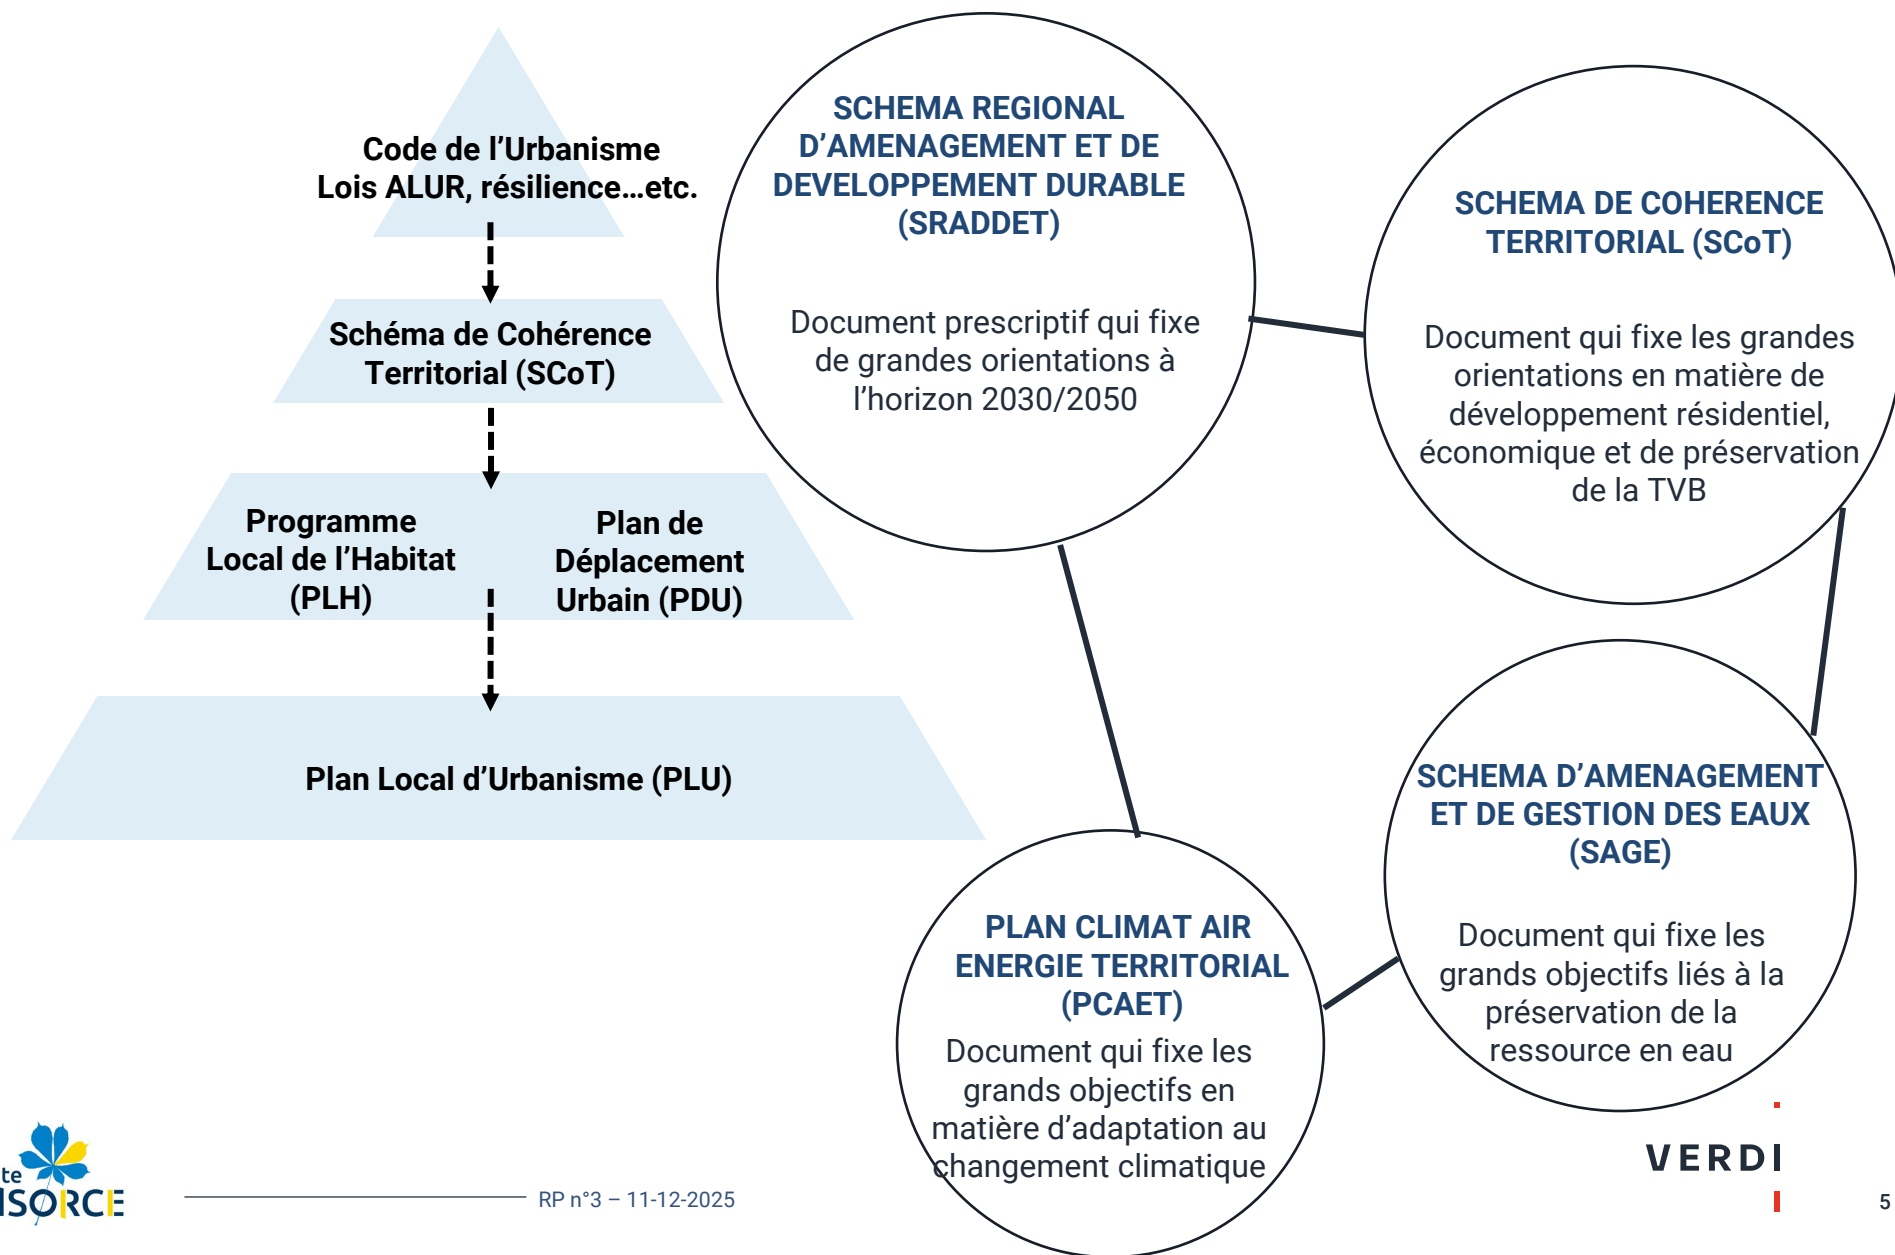 Code de l’Urbanisme
Lois ALUR, résilience…etc.
Schéma de Cohérence
Territorial (SCoT)
Programme
Local de l’Habitat
(PLH)
Plan de
Déplacement
Urbain (PDU)
Plan Local d’Urbanisme (PLU)
SCHEMA REGIONAL
D’AMENAGEMENT ET DE
DEVELOPPEMENT DURABLE
(SRADDET)
Document prescriptif qui fixe
de grandes orientations à
l’horizon 2030/2050
SCHEMA DE COHERENCE
TERRITORIAL (SCoT)
Document qui fixe les grandes
orientations en matière de
développement résidentiel,
économique et de préservation
de la TVB
SCHEMA D’AMENAGEMENT
ET DE GESTION DES EAUX
(SAGE)
Document qui fixe les
grands objectifs liés à la
préservation de la
ressource en eau
PLAN CLIMAT AIR
ENERGIE TERRITORIAL
(PCAET)
Document qui fixe les
grands objectifs en
matière d’adaptation au
changement climatique
te
ISORCE
RP n°3 – 11-12-2025
VERDI
5